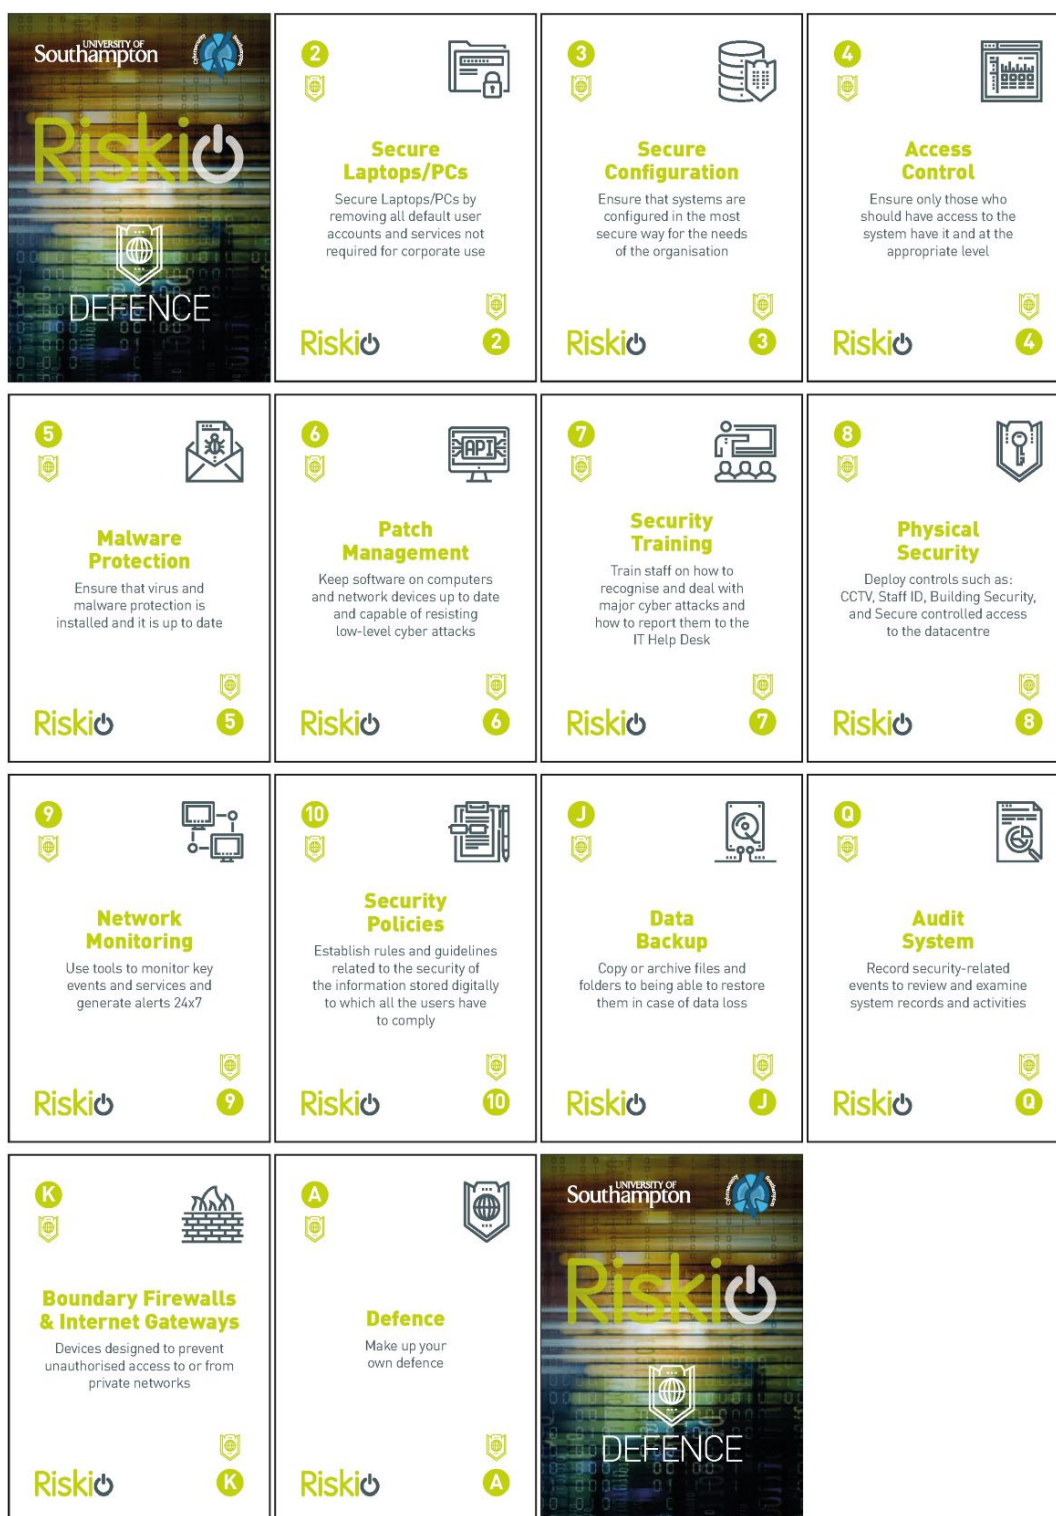 UNIVERSITY OF
Southampton
Cybersecurity Southampton
Riskio
DEFENCE
2
Secure
Laptops/PCs
Secure Laptops/PCs by
removing all default user
accounts and services not
required for corporate use
Riskio
2
3
Secure
Configuration
Ensure that systems are
configured in the most
secure way for the needs
of the organisation
Riskio
3
4
Access
Control
Ensure only those who
should have access to the
system have it and at the
appropriate level
Riskio
4
5
Malware
Protection
Ensure that virus and
malware protection is
installed and it is up to date
Riskio
5
6
API
Patch
Management
Keep software on computers
and network devices up to date
and capable of resisting
low-level cyber attacks
Riskio
6
7
Security
Training
Train staff on how to
recognise and deal with
major cyber attacks and
how to report them to the
IT Help Desk
Riskio
7
8
Physical
Security
Deploy controls such as:
CCTV, Staff ID, Building Security,
and Secure controlled access
to the datacentre
Riskio
8
9
Network
Monitoring
Use tools to monitor key
events and services and
generate alerts 24x7
Riskio
9
10
Security
Policies
Establish rules and guidelines
related to the security of
the information stored digitally
to which all the users have
to comply
Riskio
10
J
Data
Backup
Copy or archive files and
folders to being able to restore
them in case of data loss
Riskio
J
Q
Audit
System
Record security-related
events to review and examine
system records and activities
Riskio
Q
K
Boundary Firewalls
& Internet Gateways
Devices designed to prevent
unauthorised access to or from
private networks
Riskio
K
A
Defence
Make up your
own defence
Riskio
A
UNIVERSITY OF
Southampton
Cybersecurity Southampton
Riskio
DEFENCE